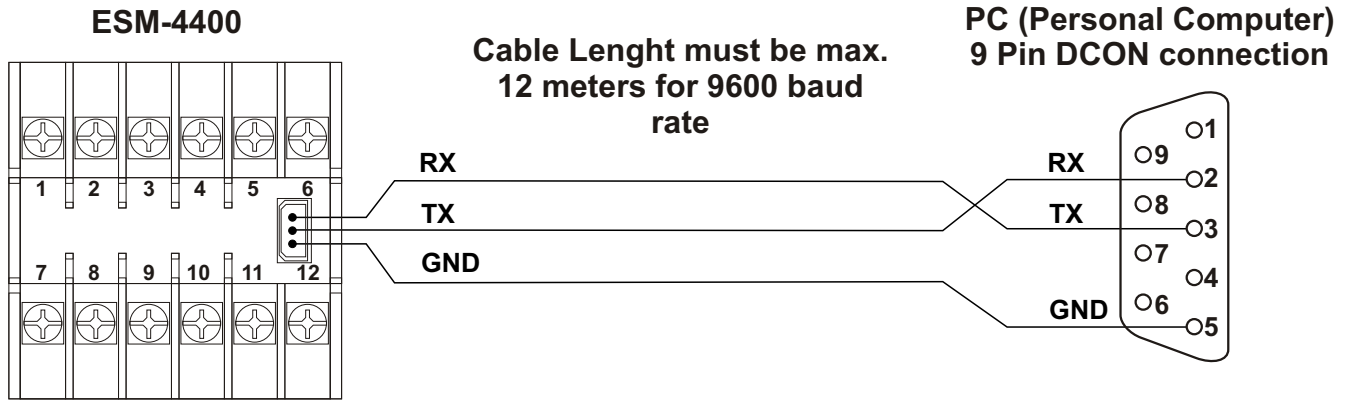 ESM-4400
Cable Lenght must be max.
12 meters for 9600 baud
rate
PC (Personal Computer)
9 Pin DCON connection
1 2 3 4 5 6
7 8 9 10 11 12
RX
TX
GND
RX
TX
GND
1
9
2
8
3
7
4
6
5